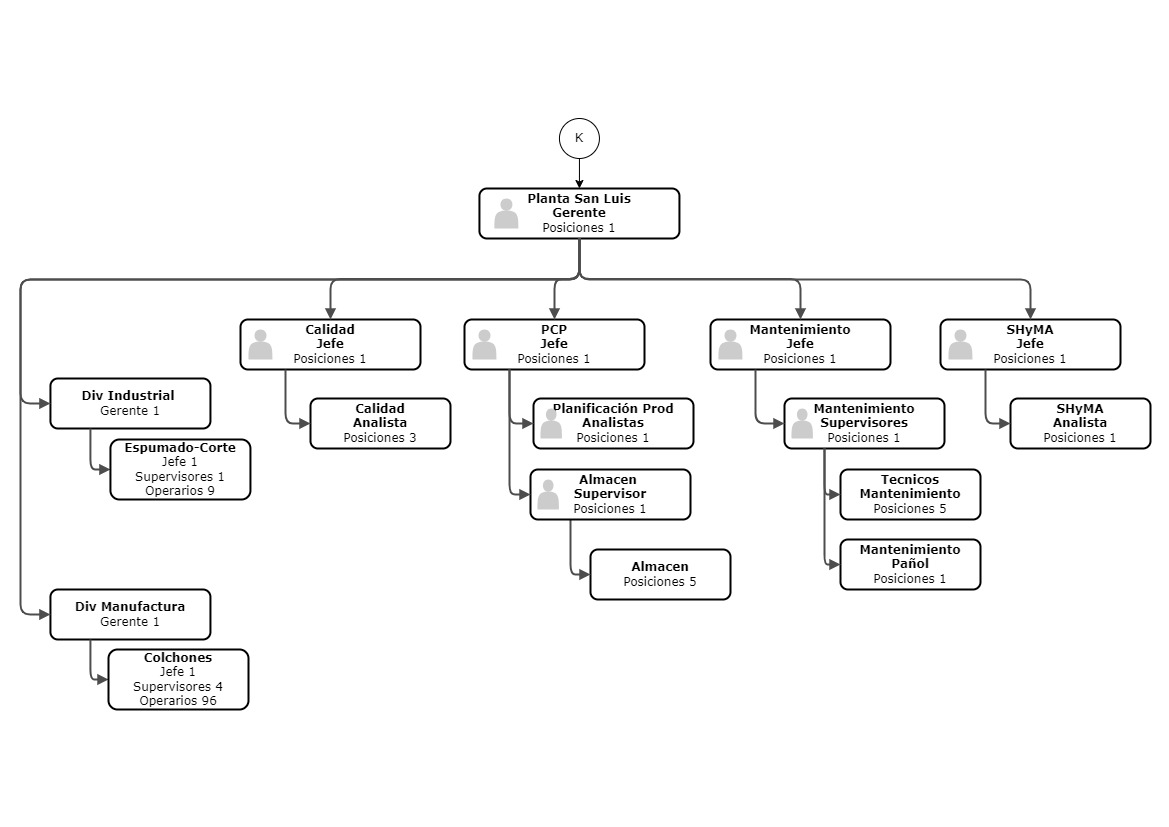 K
Planta San Luis
Gerente
Posiciones 1
Calidad
Jefe
Posiciones 1
PCP
Jefe
Posiciones 1
Mantenimiento
Jefe
Posiciones 1
SHyMA
Jefe
Posiciones 1
Div Industrial
Gerente 1
Calidad
Analista
Posiciones 3
Planificación Prod
Analistas
Posiciones 1
Mantenimiento
Supervisores
Posiciones 1
SHyMA
Analista
Posiciones 1
Espumado-Corte
Jefe 1
Supervisores 1
Operarios 9
Almacen
Supervisor
Posiciones 1
Tecnicos
Mantenimiento
Posiciones 5
Almacen
Posiciones 5
Mantenimiento
Pañol
Posiciones 1
Div Manufactura
Gerente 1
Colchones
Jefe 1
Supervisores 4
Operarios 96